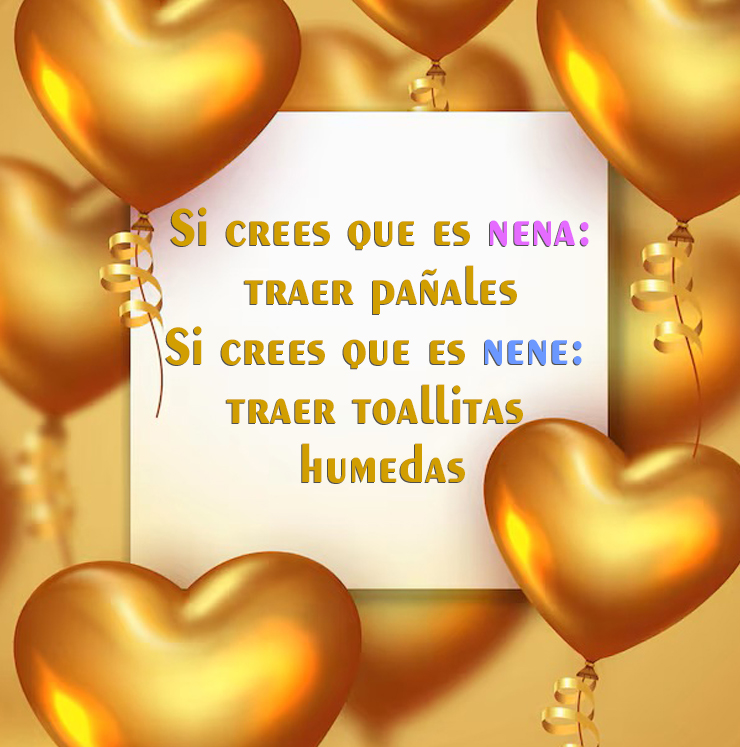 Si crees que es nena:
traer pañales
Si crees que es nene:
traer toallitas
humedas